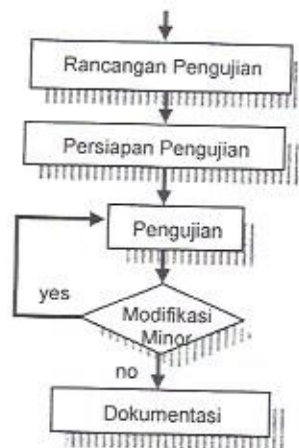 Rancangan Pengujian
Persiapan Pengujian
Pengujian
yes
Modifikasi
Minor
no
Dokumentasi